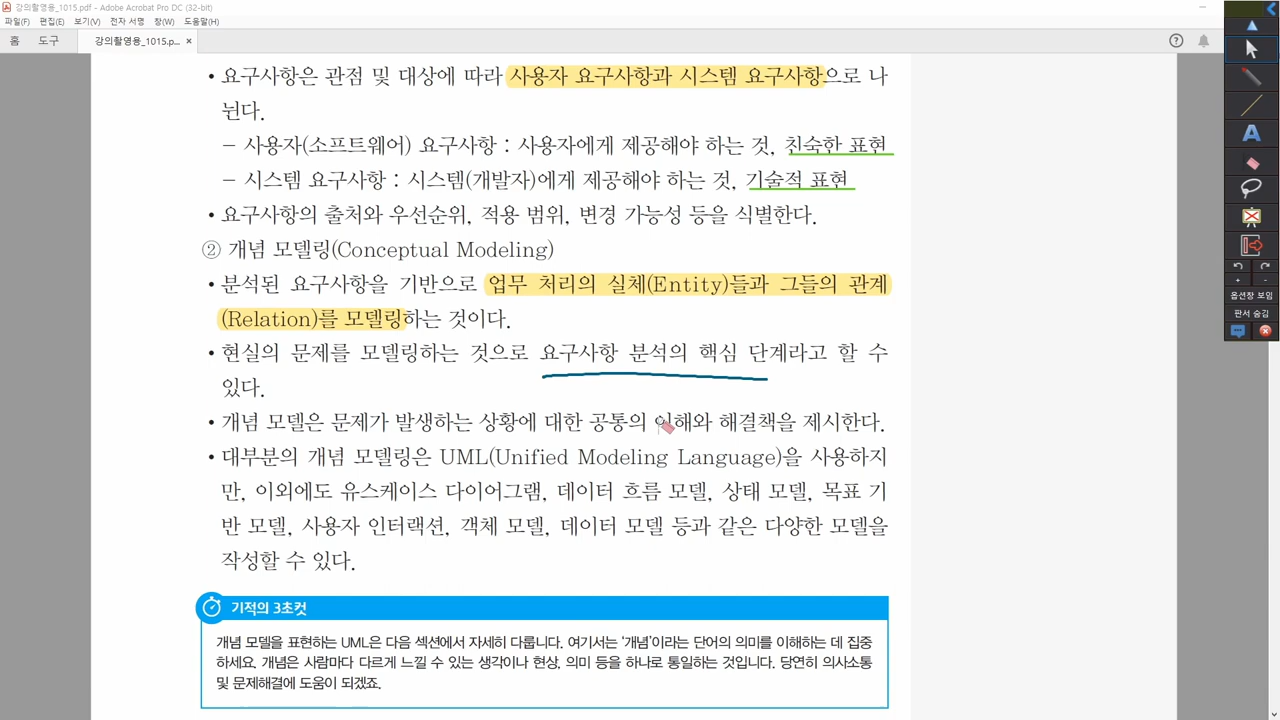 강의촬영용_1015.pdf - Adobe Acrobat Pro DC (32-bit)
파일(F) 편집(E) 보기(V) 전자 서명 창(W) 도움말(H)
홈 도구 강의촬영용_1015.p... ×
• 요구사항은 관점 및 대상에 따라 사용자 요구사항과 시스템 요구사항으로 나
뉜다.
– 사용자(소프트웨어) 요구사항 : 사용자에게 제공해야 하는 것, 친숙한 표현
– 시스템 요구사항 : 시스템(개발자)에게 제공해야 하는 것, 기술적 표현
• 요구사항의 출처와 우선순위, 적용 범위, 변경 가능성 등을 식별한다.
② 개념 모델링(Conceptual Modeling)
• 분석된 요구사항을 기반으로 업무 처리의 실체(Entity)들과 그들의 관계
(Relation)를 모델링하는 것이다.
• 현실의 문제를 모델링하는 것으로 요구사항 분석의 핵심 단계라고 할 수
있다.
• 개념 모델은 문제가 발생하는 상황에 대한 공통의 이해와 해결책을 제시한다.
• 대부분의 개념 모델링은 UML(Unified Modeling Language)을 사용하지
만, 이외에도 유스케이스 다이어그램, 데이터 흐름 모델, 상태 모델, 목표 기
반 모델, 사용자 인터랙션, 객체 모델, 데이터 모델 등과 같은 다양한 모델을
작성할 수 있다.
기적의 3초컷
개념 모델을 표현하는 UML은 다음 섹션에서 자세히 다룹니다. 여기서는 ‘개념’이라는 단어의 의미를 이해하는 데 집중
하세요. 개념은 사람마다 다르게 느낄 수 있는 생각이나 현상, 의미 등을 하나로 통일하는 것입니다. 당연히 의사소통
및 문제해결에 도움이 되겠죠.
A
+ -
옵션장 보임
판서 숨김